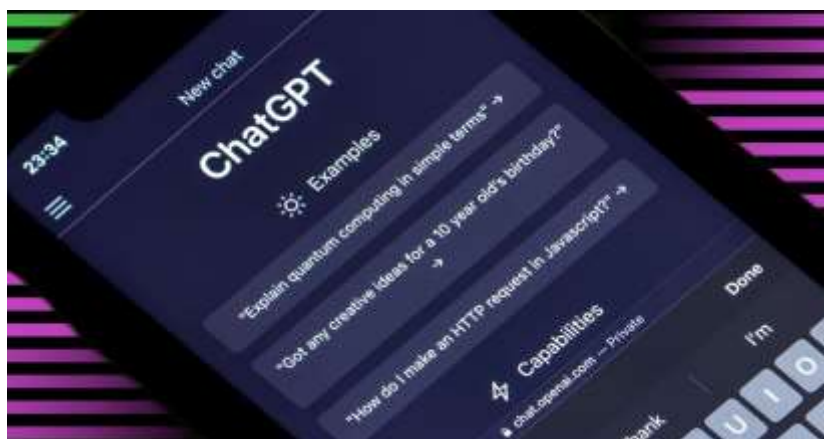 23:34
New chat
ChatGPT
Examples
"Explain quantum computing in simple terms" →
"Got any creative ideas for a 10 year old's birthday?"
→
"How do I make an HTTP request in Javascript?" →
Capabilities
chat.openai.com — Private
Done
I'm
U I O